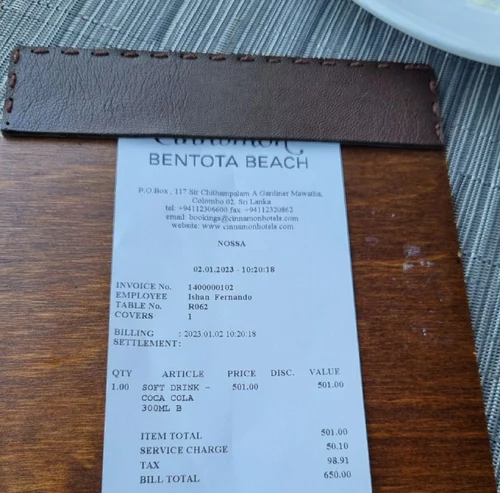 Cinnamon
BENTOTA BEACH
P.O.Box , 117 Sir Chithampalam A Gardiner Mawatha,
Colombo 02. Sri Lanka
tel: +94112306600 fax: +94112320862
email: bookings@cinnamonhotels.com
website: www.cinnamonhotels.com
NOSSA
02.01.2023 - 10:20:18
INVOICE No. 1400000102
EMPLOYEE Ishan Fernando
TABLE No. R062
COVERS 1
BILLING : 2023.01.02 10:20:18
SETTLEMENT:
QTY ARTICLE PRICE DISC. VALUE
1.00 SOFT DRINK - 501.00 501.00
COCA COLA
300ML B
ITEM TOTAL 501.00
SERVICE CHARGE 50.10
TAX 98.91
BILL TOTAL 650.00